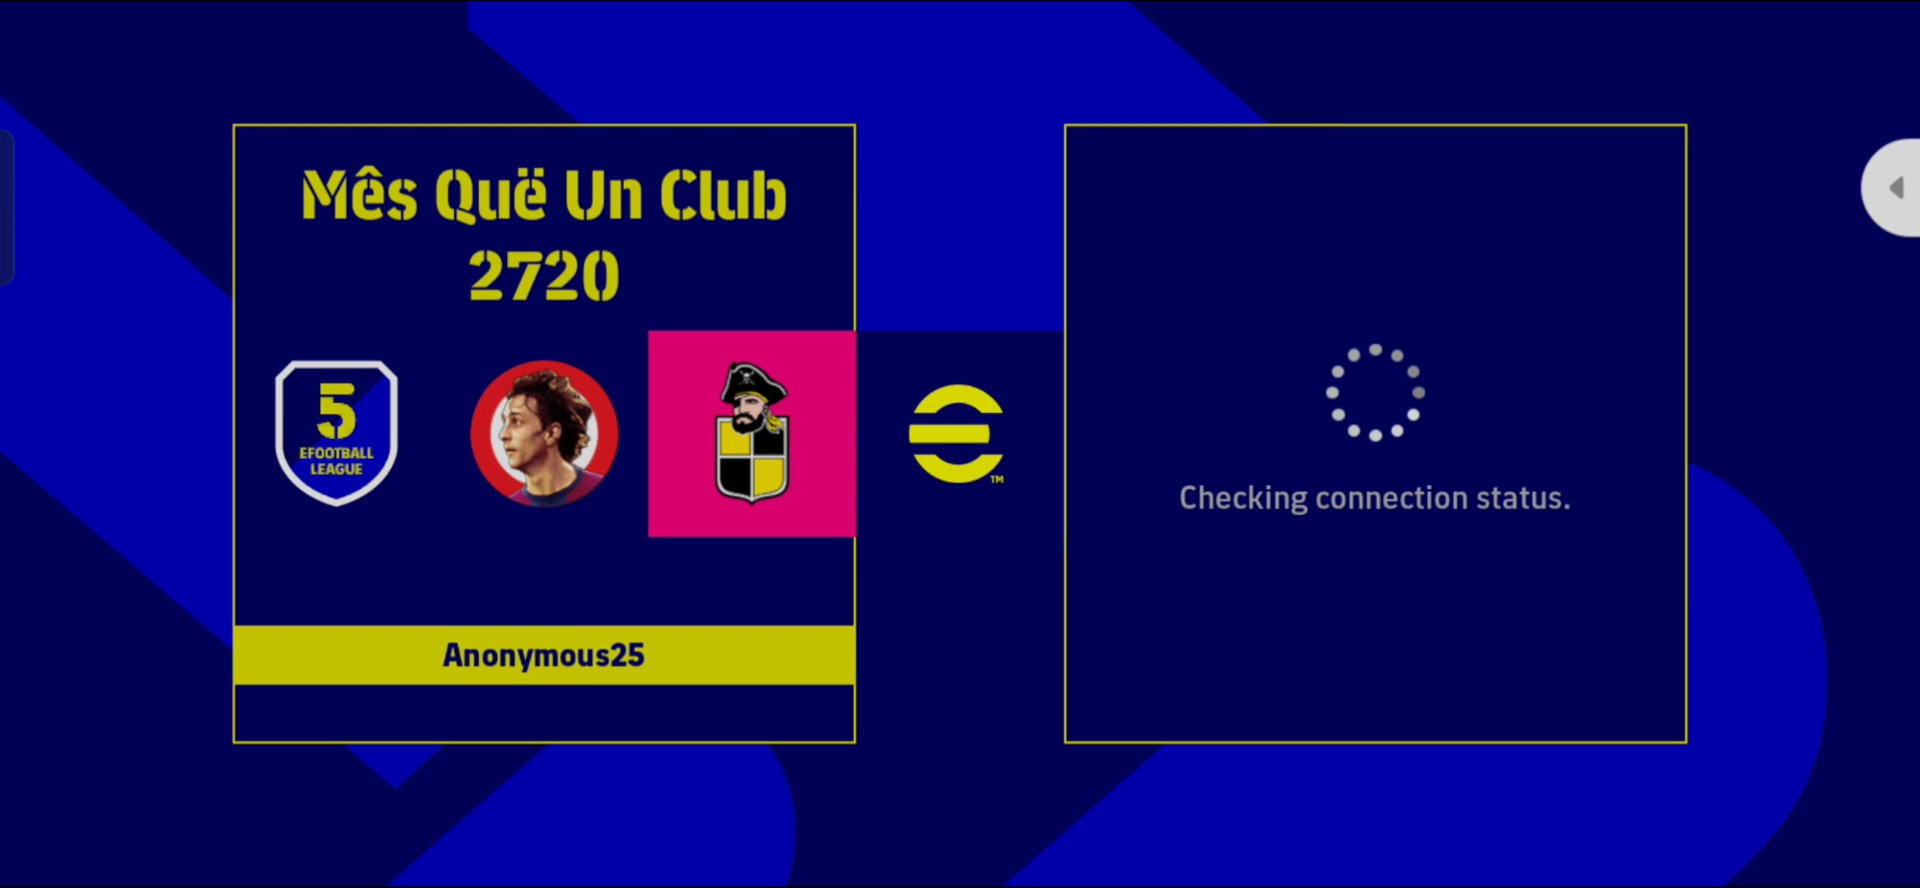 Mês Quë Un Club
2720
5
EFOOTBALL
LEAGUE
TM
Checking connection status.
Anonymous25